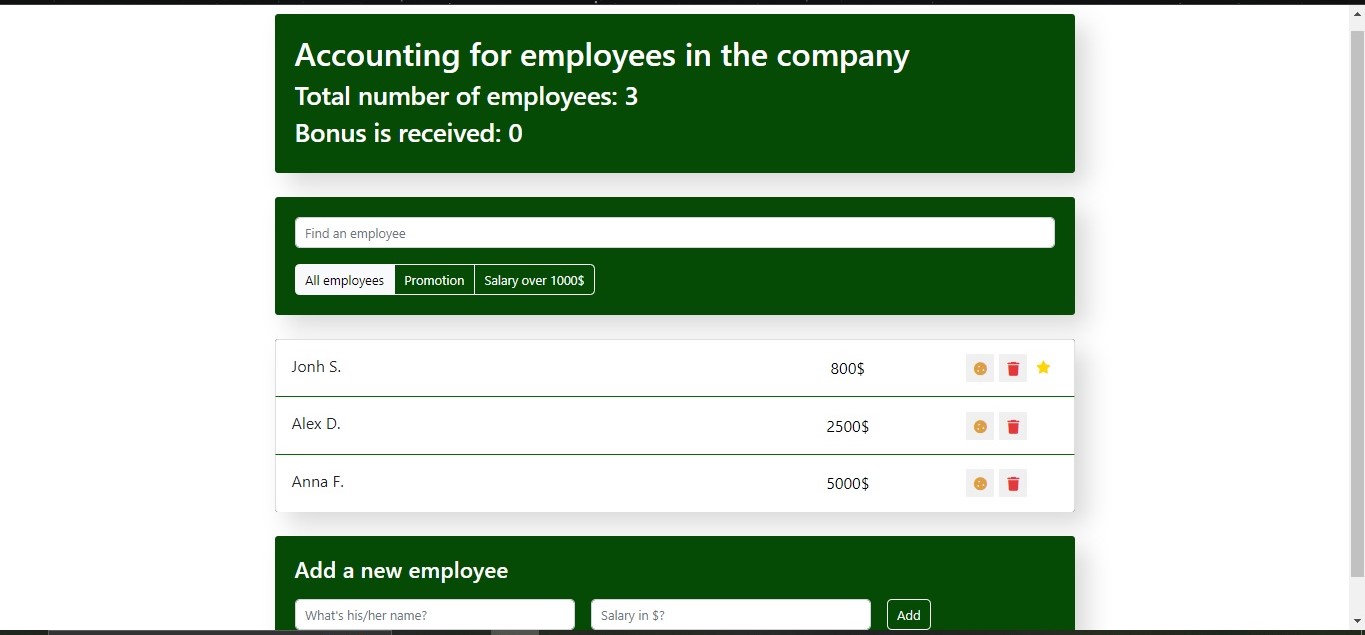 Accounting for employees in the company
Total number of employees: 3
Bonus is received: 0
Find an employee
All employees Promotion Salary over 1000$
Jonh S. 800$
Alex D. 2500$
Anna F. 5000$
Add a new employee
What's his/her name? Salary in $? Add